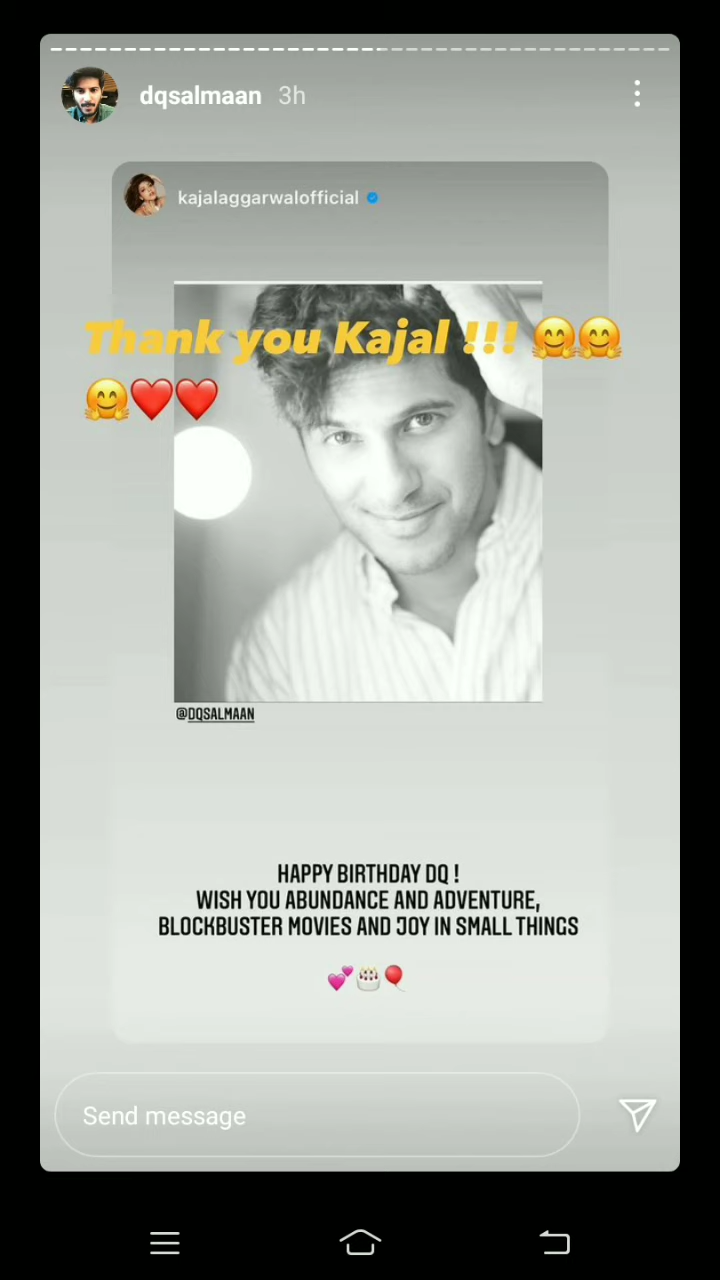 dqsalmaan 3h
kajalaggarwalofficial
Thank you Kajal !!! 🤗🤗
🤗❤️❤️
@DQSALMAAN
HAPPY BIRTHDAY DQ !
WISH YOU ABUNDANCE AND ADVENTURE,
BLOCKBUSTER MOVIES AND JOY IN SMALL THINGS
💕🎂🎈
Send message